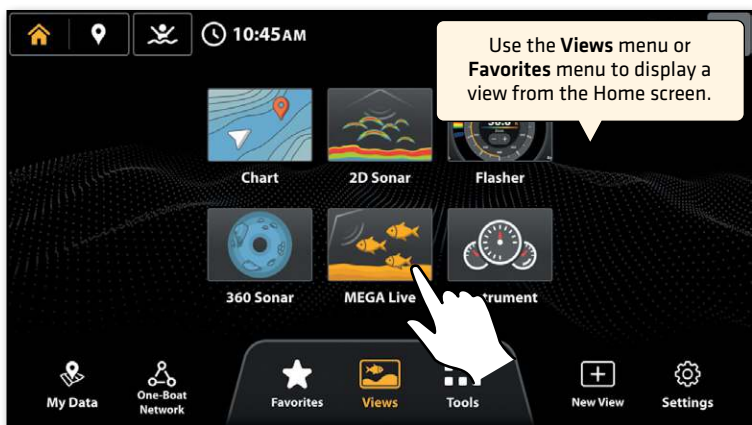 10:45AM
Use the Views menu or
Favorites menu to display a
view from the Home screen.
Chart
2D Sonar
Flasher
360 Sonar
MEGA Live
strument
My Data
One-Boat
Network
Favorites
Views
Tools
New View
Settings